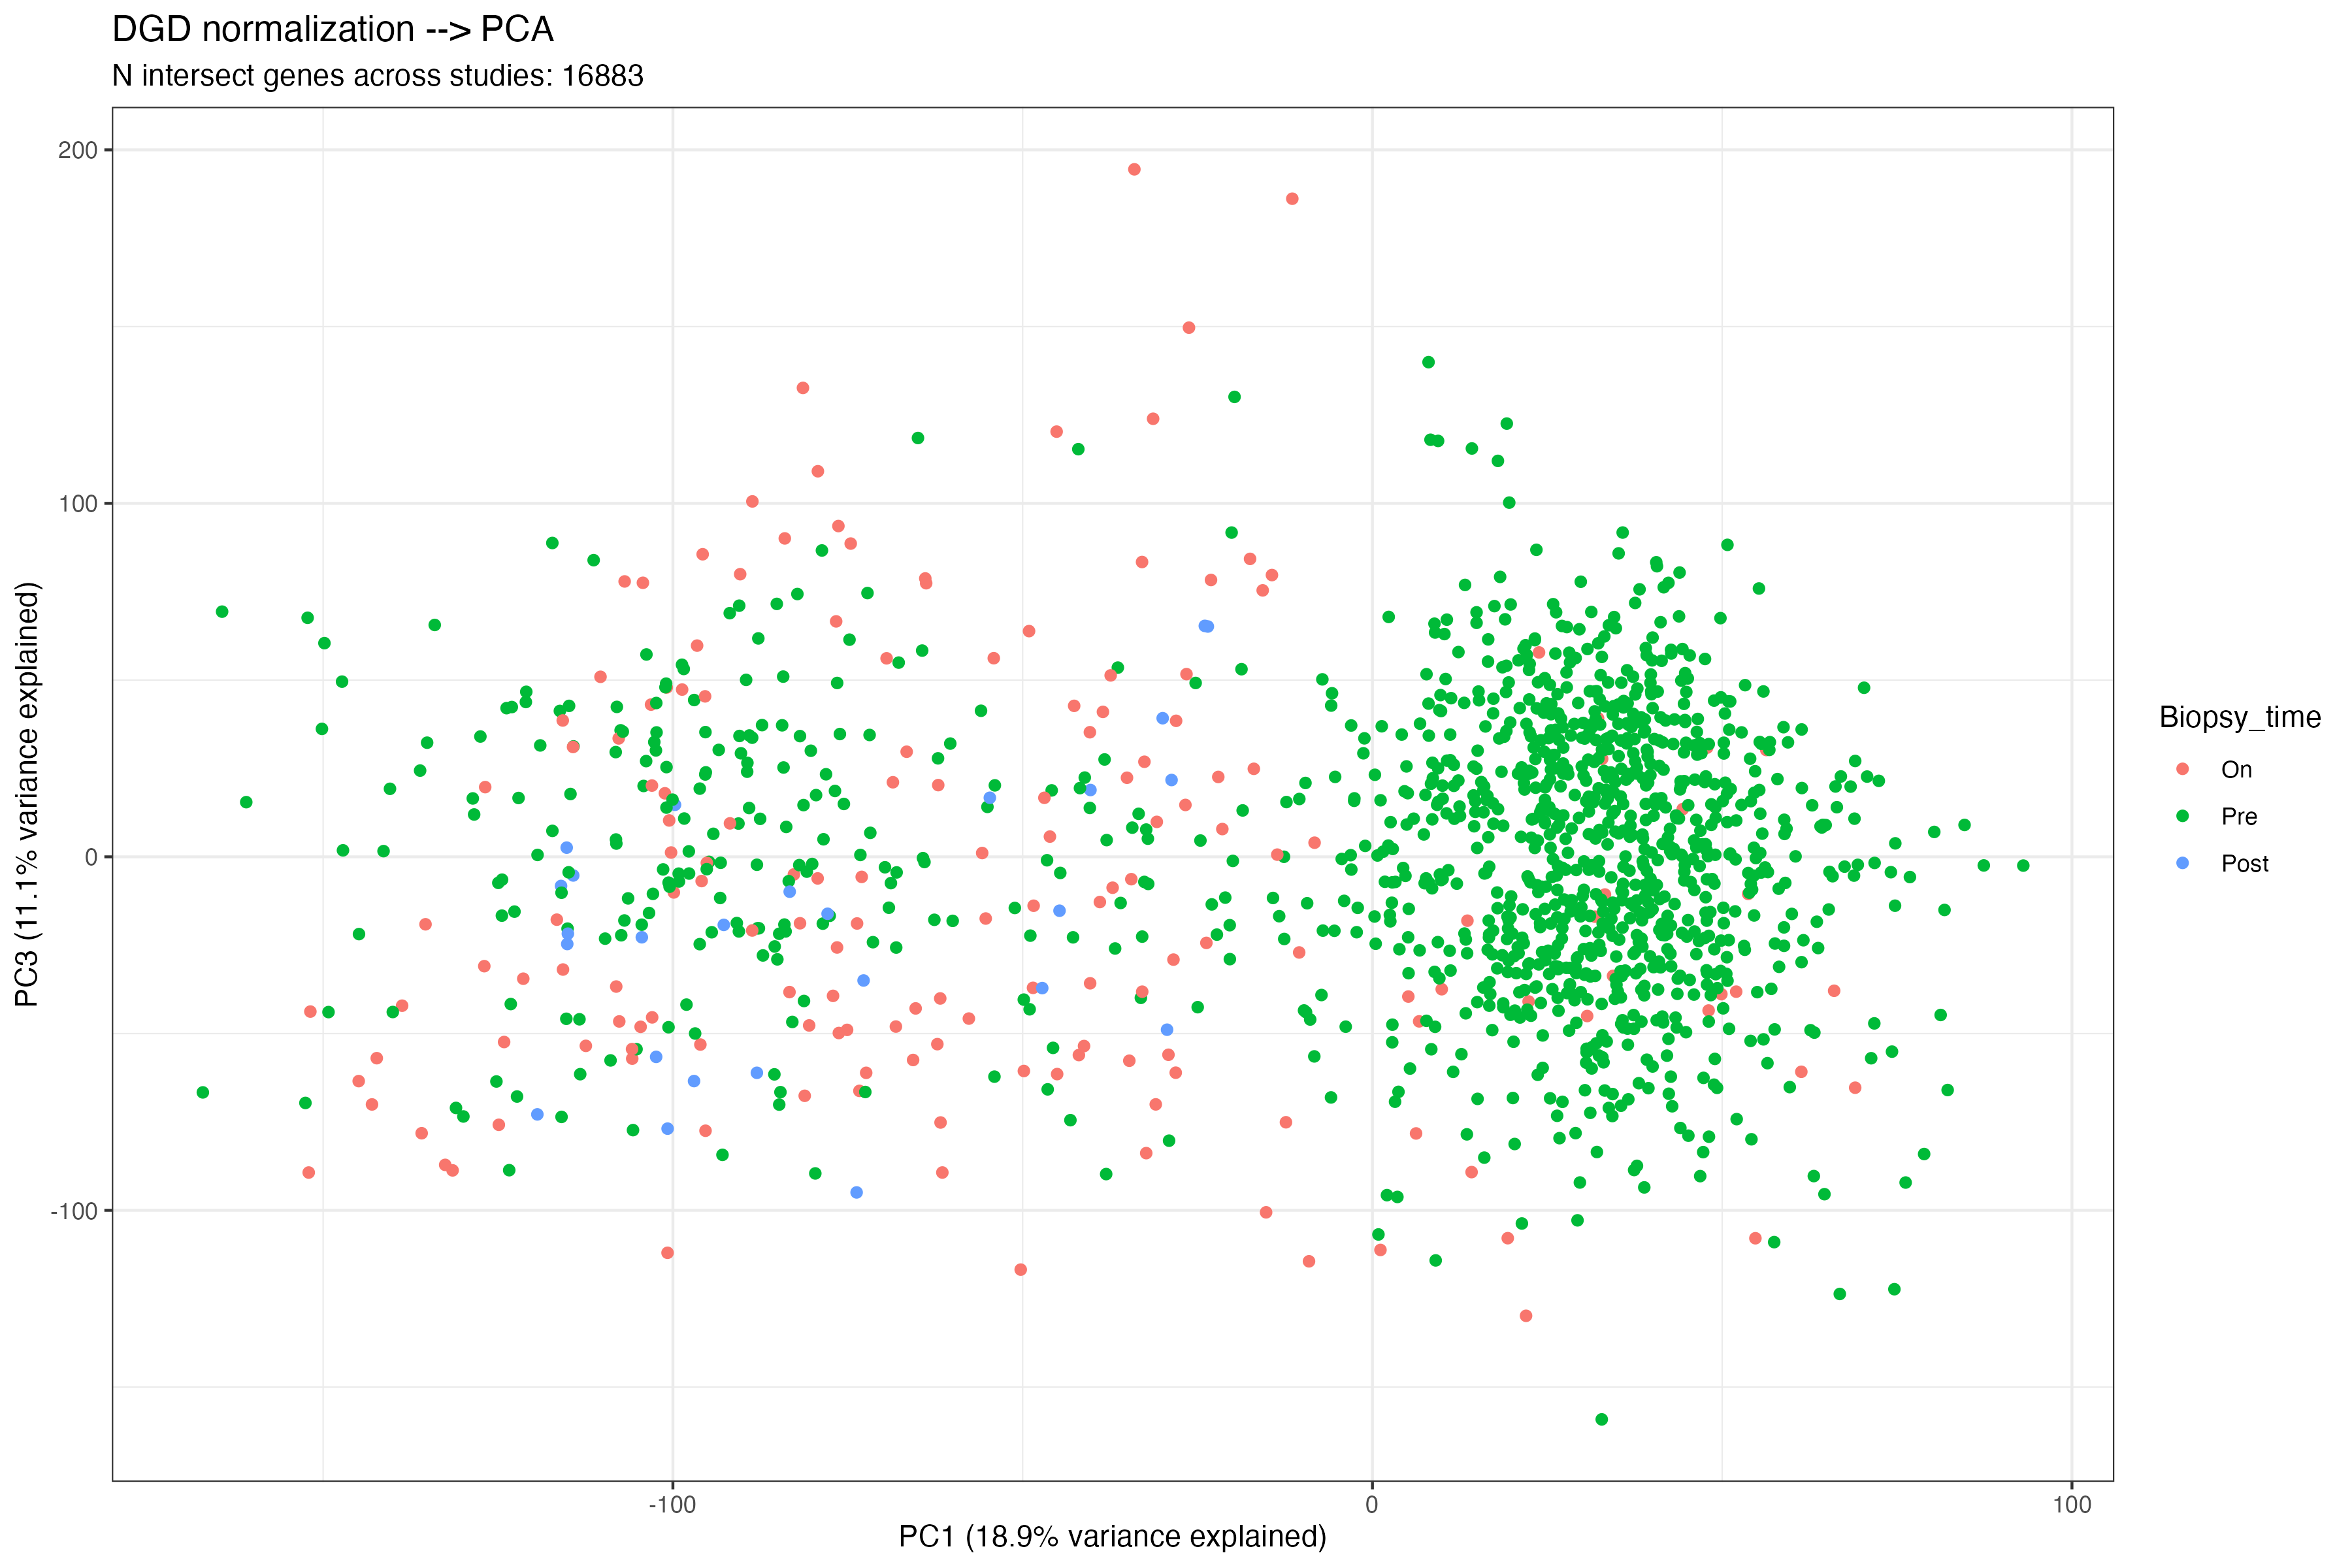 DGD normalization --> PCA
N intersect genes across studies: 16883
200
100
0
-100
PC3 (11.1% variance explained)
-100
0
100
PC1 (18.9% variance explained)
Biopsy_time
On
Pre
Post